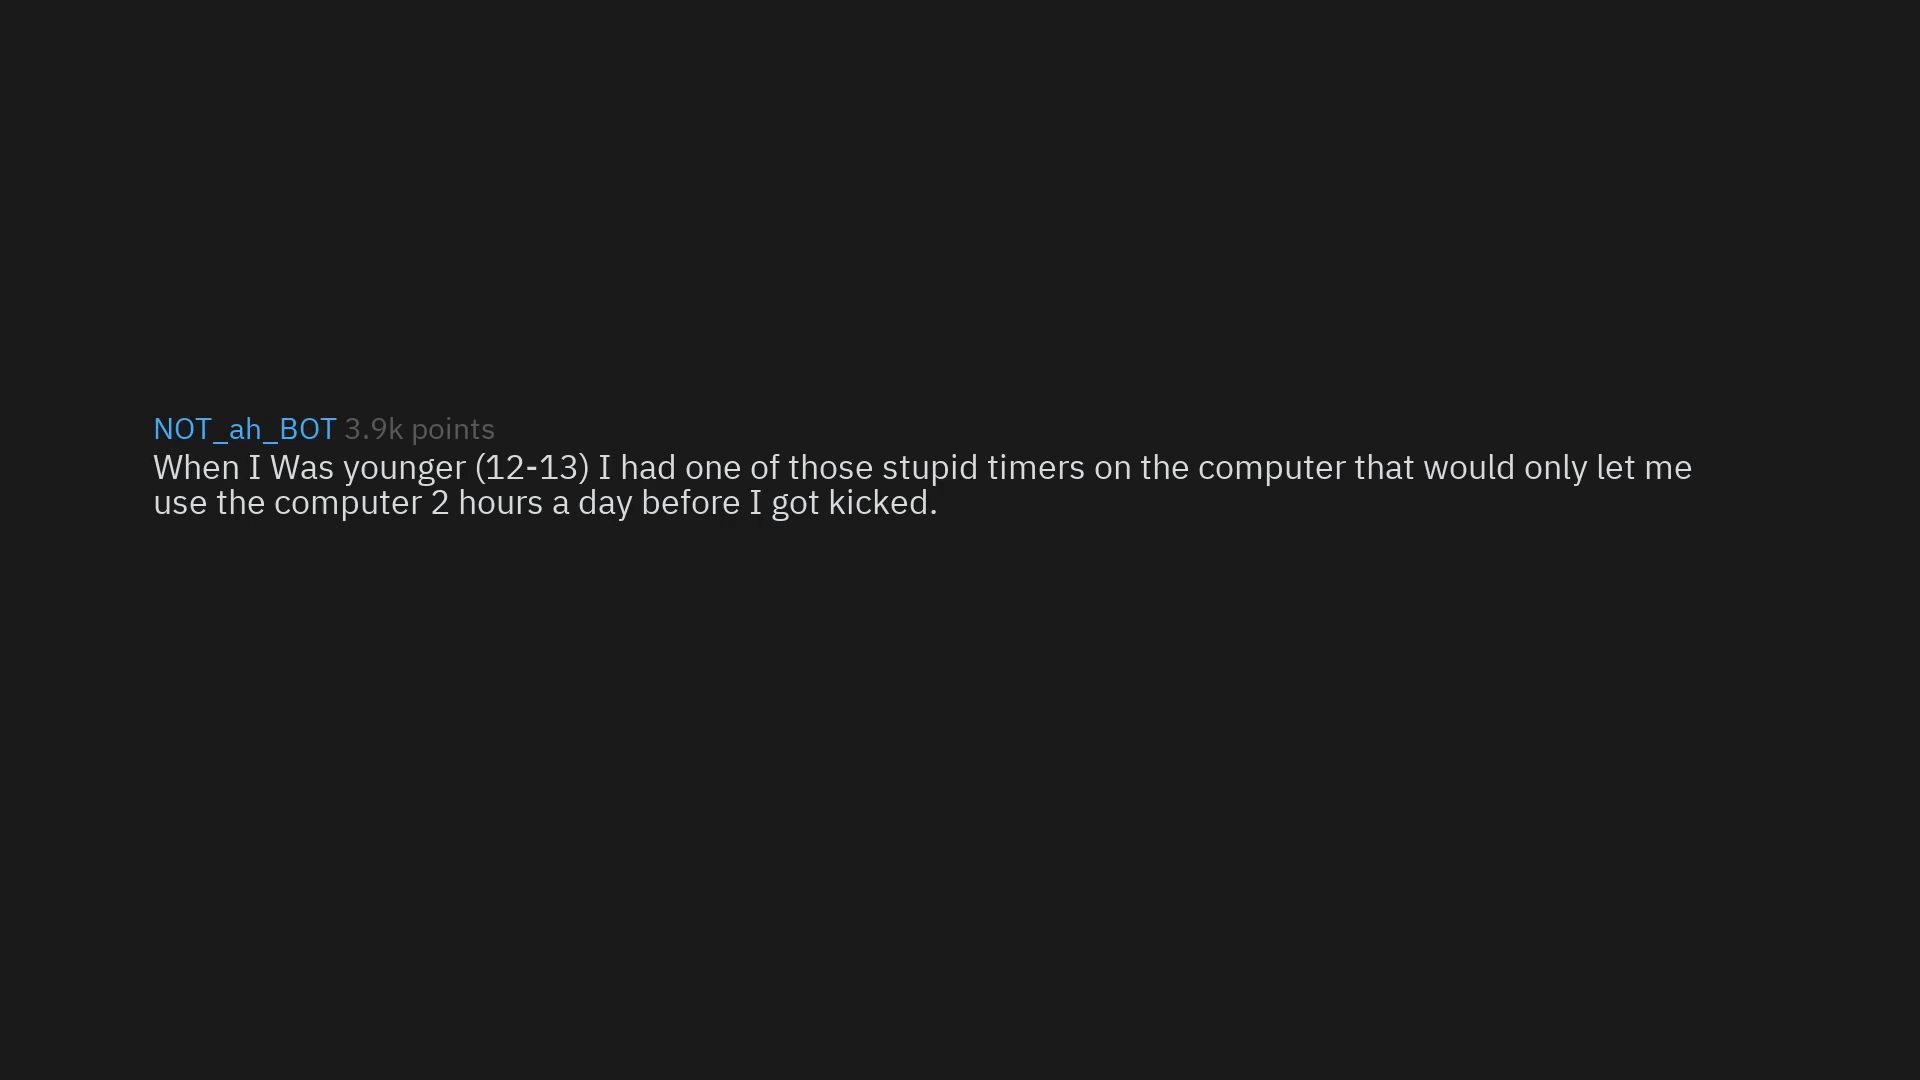 NOT_ah_BOT 3.9k points
When I Was younger (12-13) I had one of those stupid timers on the computer that would only let me
use the computer 2 hours a day before I got kicked.